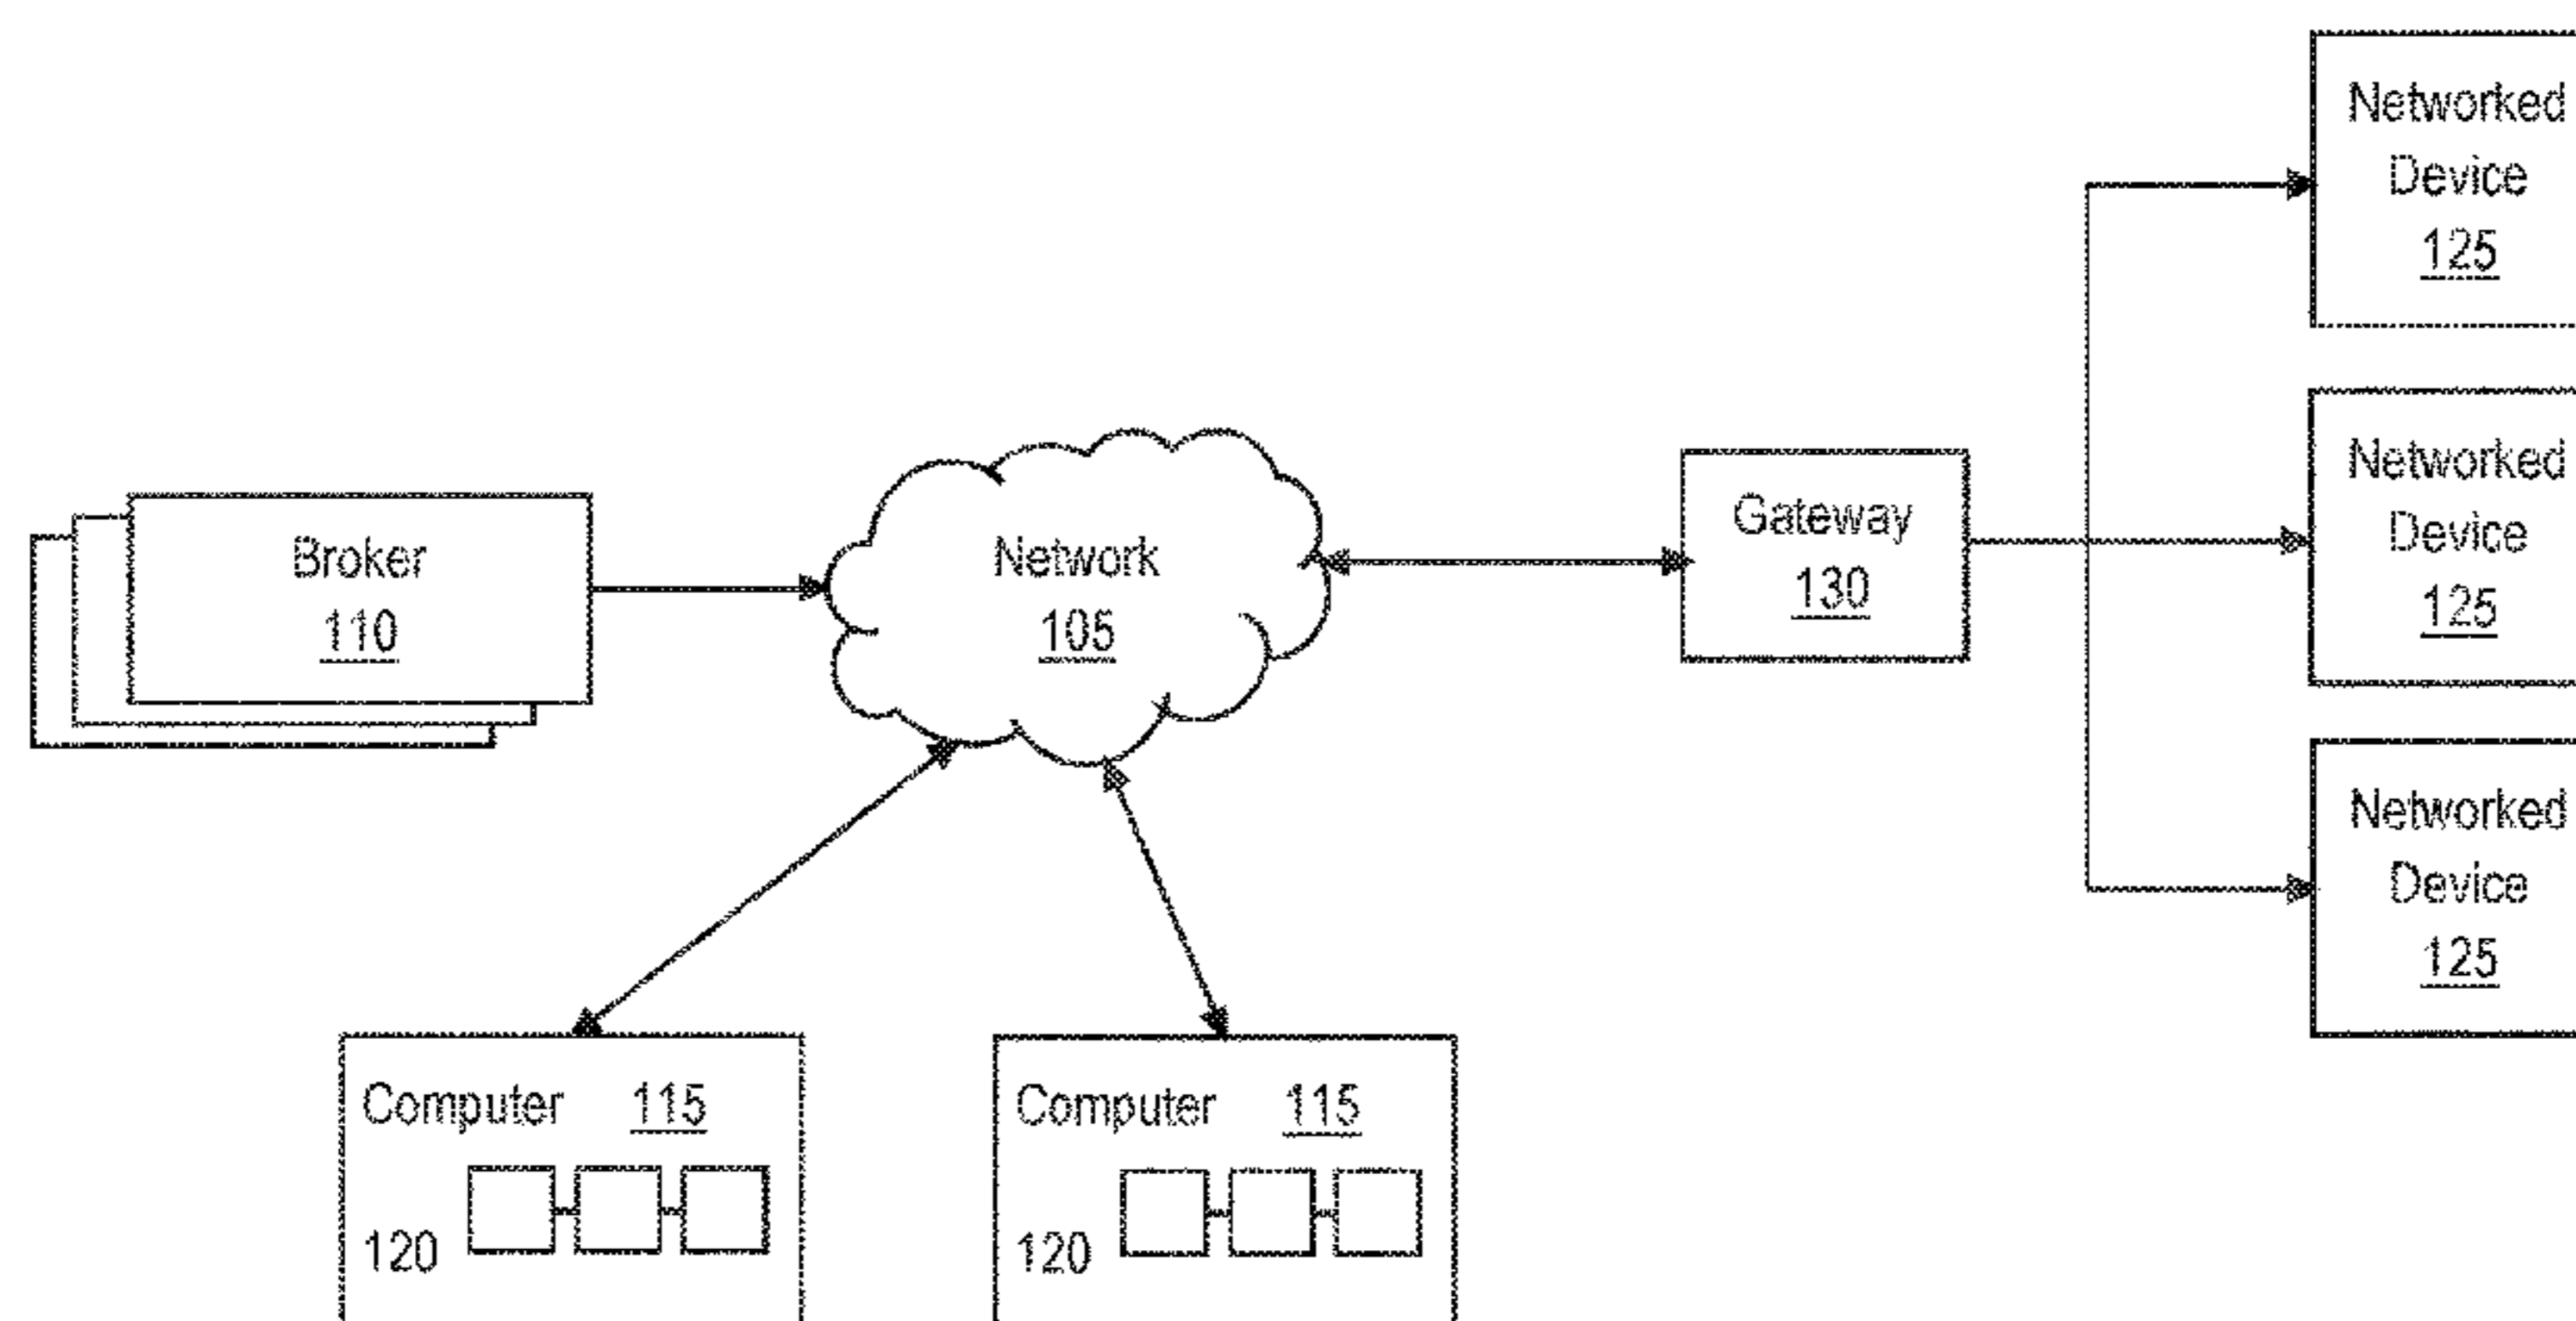 Networked
Device
125
Networked
Device
125
Networked
Device
125
Gateway
130
Network
105
Broker
110
Computer 115
120
Computer 115
120